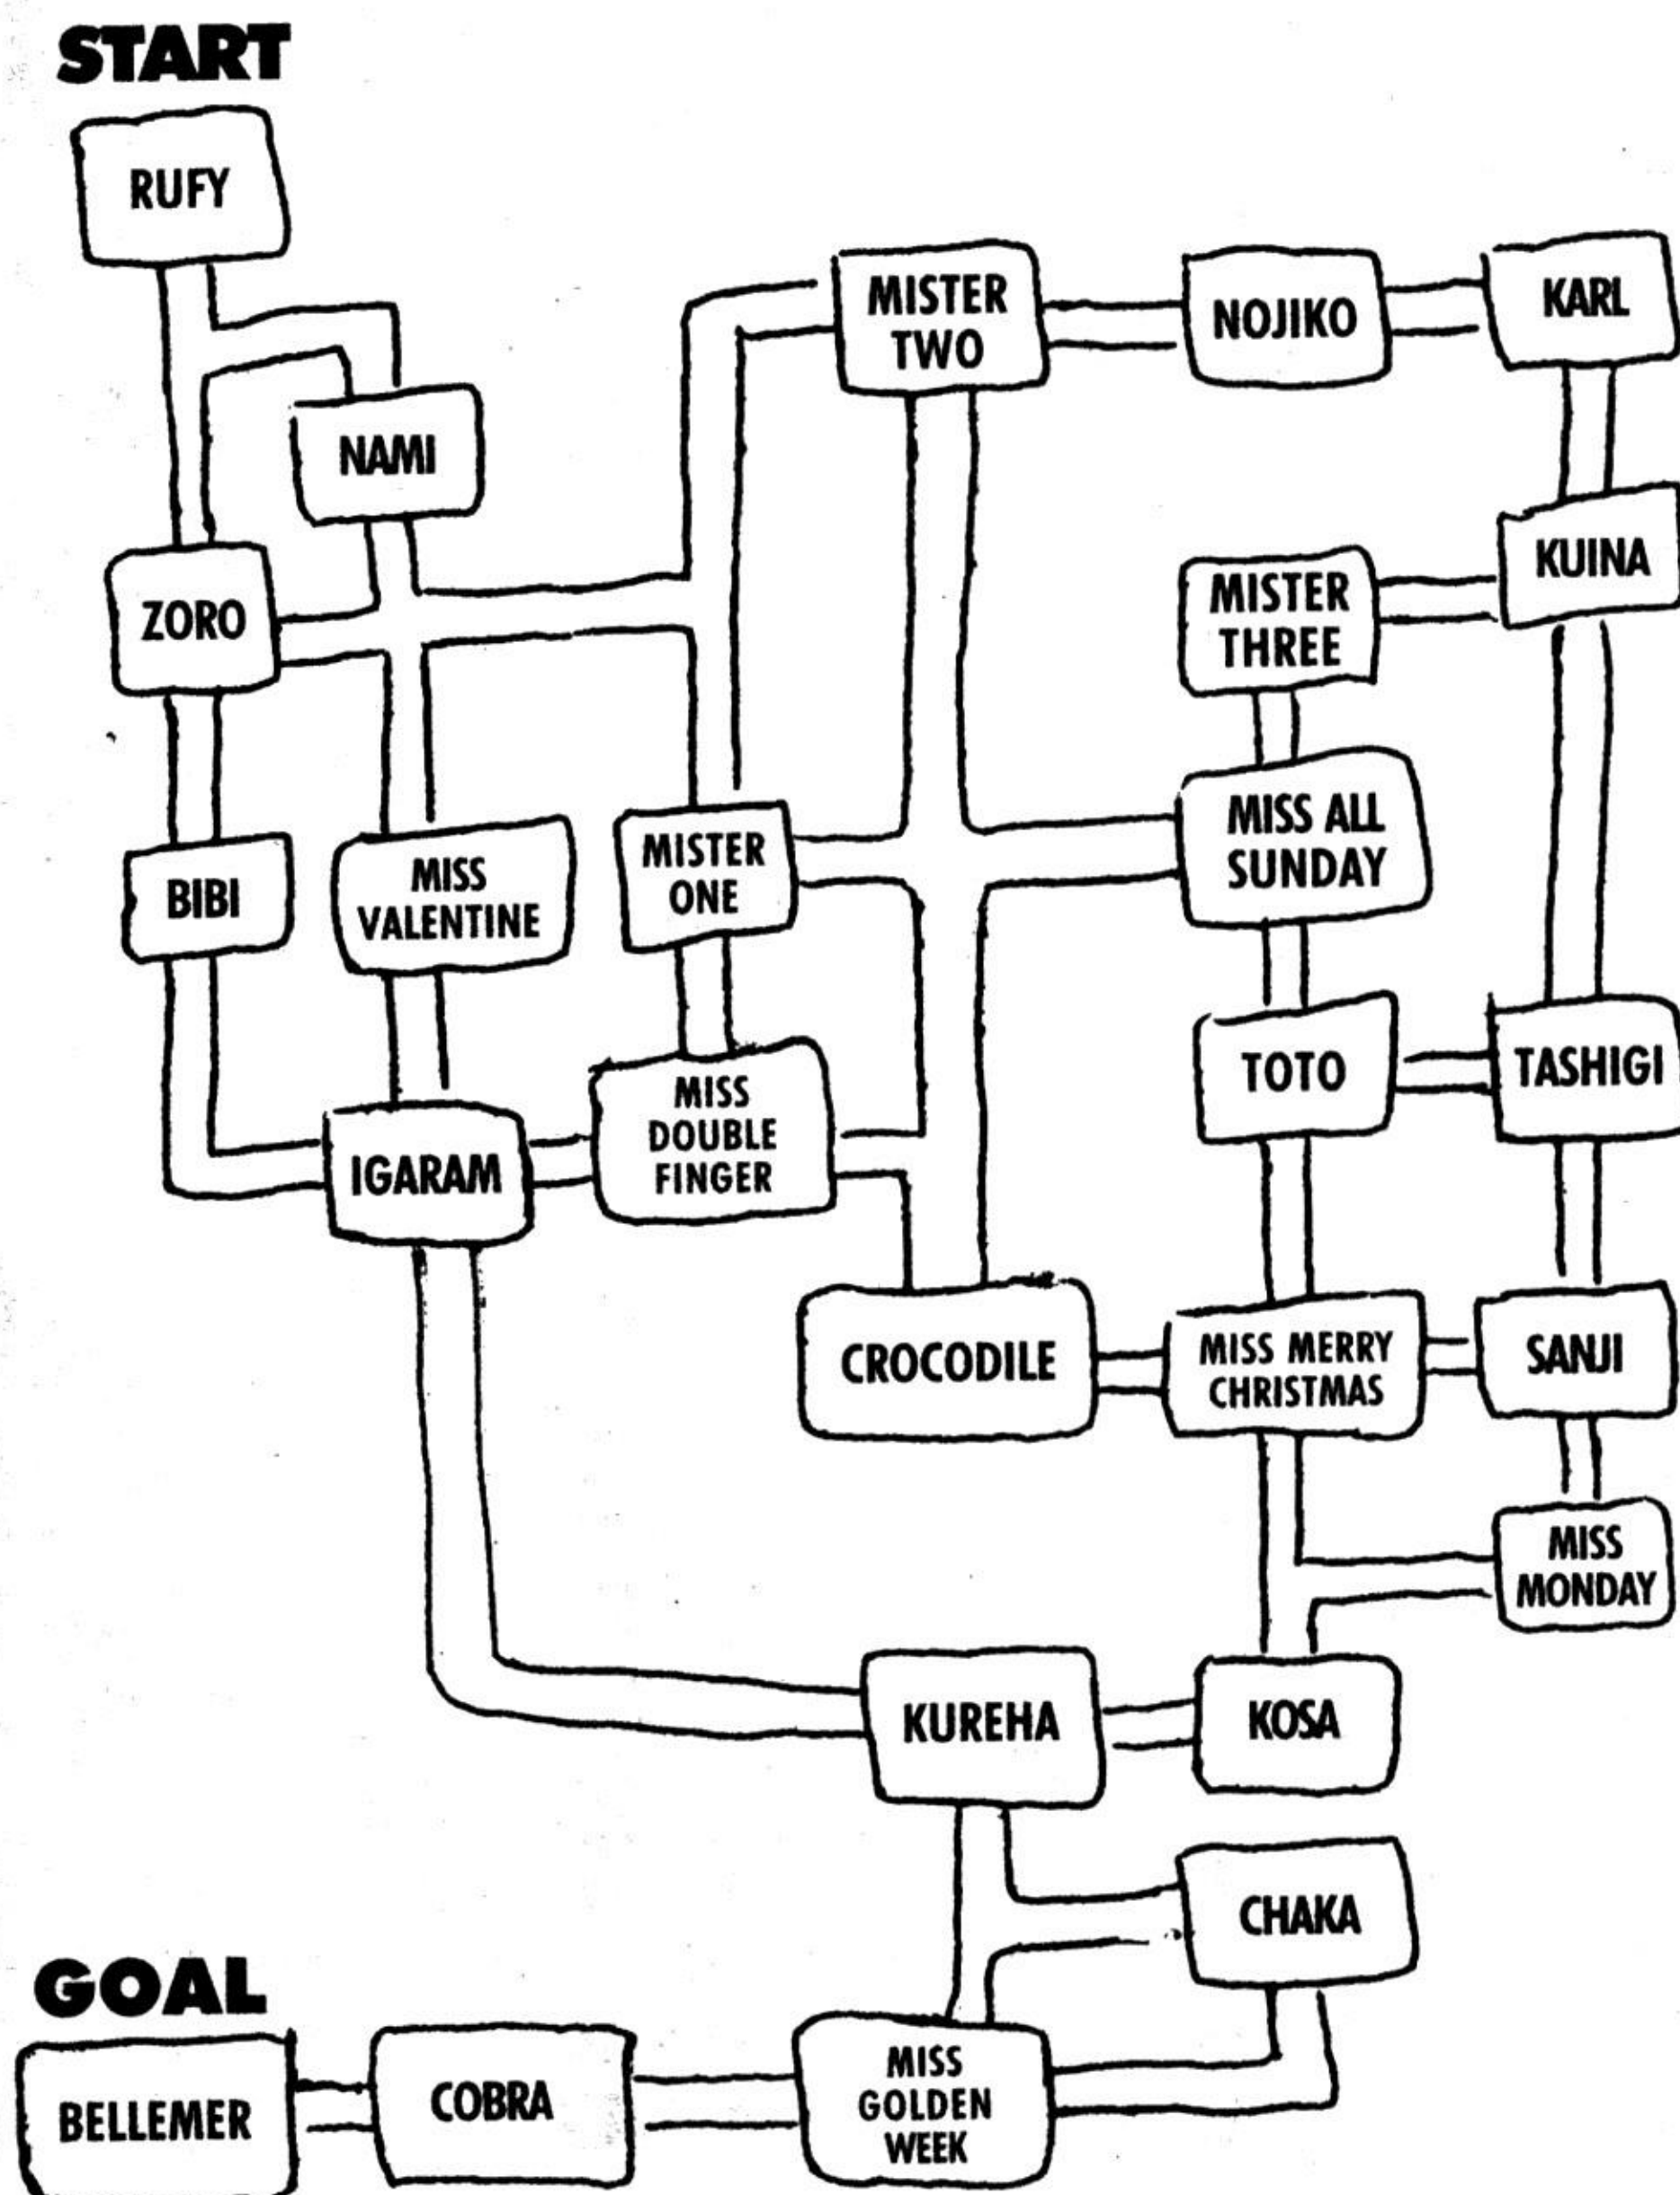 START
RUFY
MISTER
TWO
NOJIKO
KARL
NAMI
ZORO
MISTER
THREE
KUINA
BIBI
MISS
VALENTINE
MISTER
ONE
MISS ALL
SUNDAY
MISS
DOUBLE
FINGER
TOTO
TASHIGI
IGARAM
CROCODILE
MISS MERRY
CHRISTMAS
SANJI
MISS
MONDAY
KUREHA
KOSA
CHAKA
GOAL
BELLEMER
COBRA
MISS
GOLDEN
WEEK